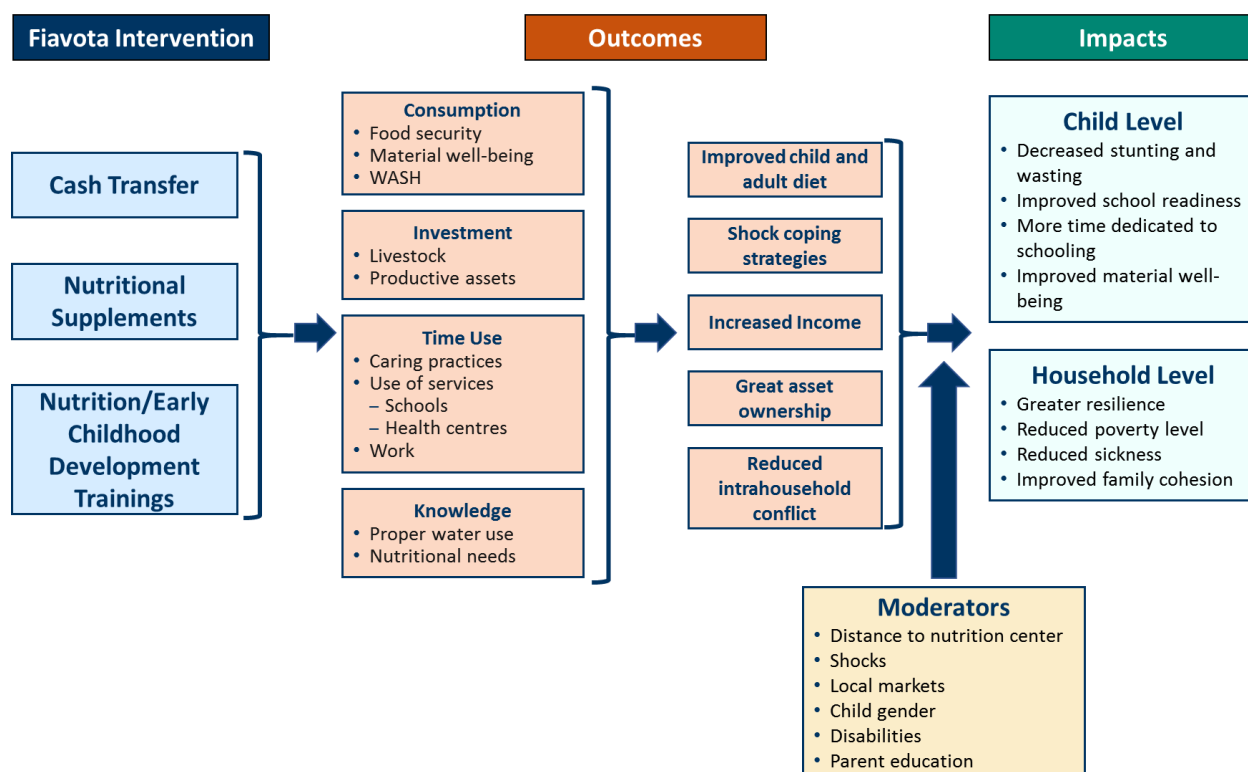 Fiavota Intervention
Outcomes
Impacts
Cash Transfer
Nutritional
Supplements
Nutrition/Early
Childhood
Development
Trainings
Consumption
• Food security
• Material well-being
• WASH
Investment
• Livestock
• Productive assets
Time Use
• Caring practices
• Use of services
– Schools
– Health centres
• Work
Knowledge
• Proper water use
• Nutritional needs
Improved child and
adult diet
Shock coping
strategies
Increased Income
Great asset
ownership
Reduced
intrahousehold
conflict
Child Level
• Decreased stunting and
wasting
• Improved school readiness
• More time dedicated to
schooling
• Improved material well-
being
Household Level
• Greater resilience
• Reduced poverty level
• Reduced sickness
• Improved family cohesion
Moderators
• Distance to nutrition center
• Shocks
• Local markets
• Child gender
• Disabilities
• Parent education